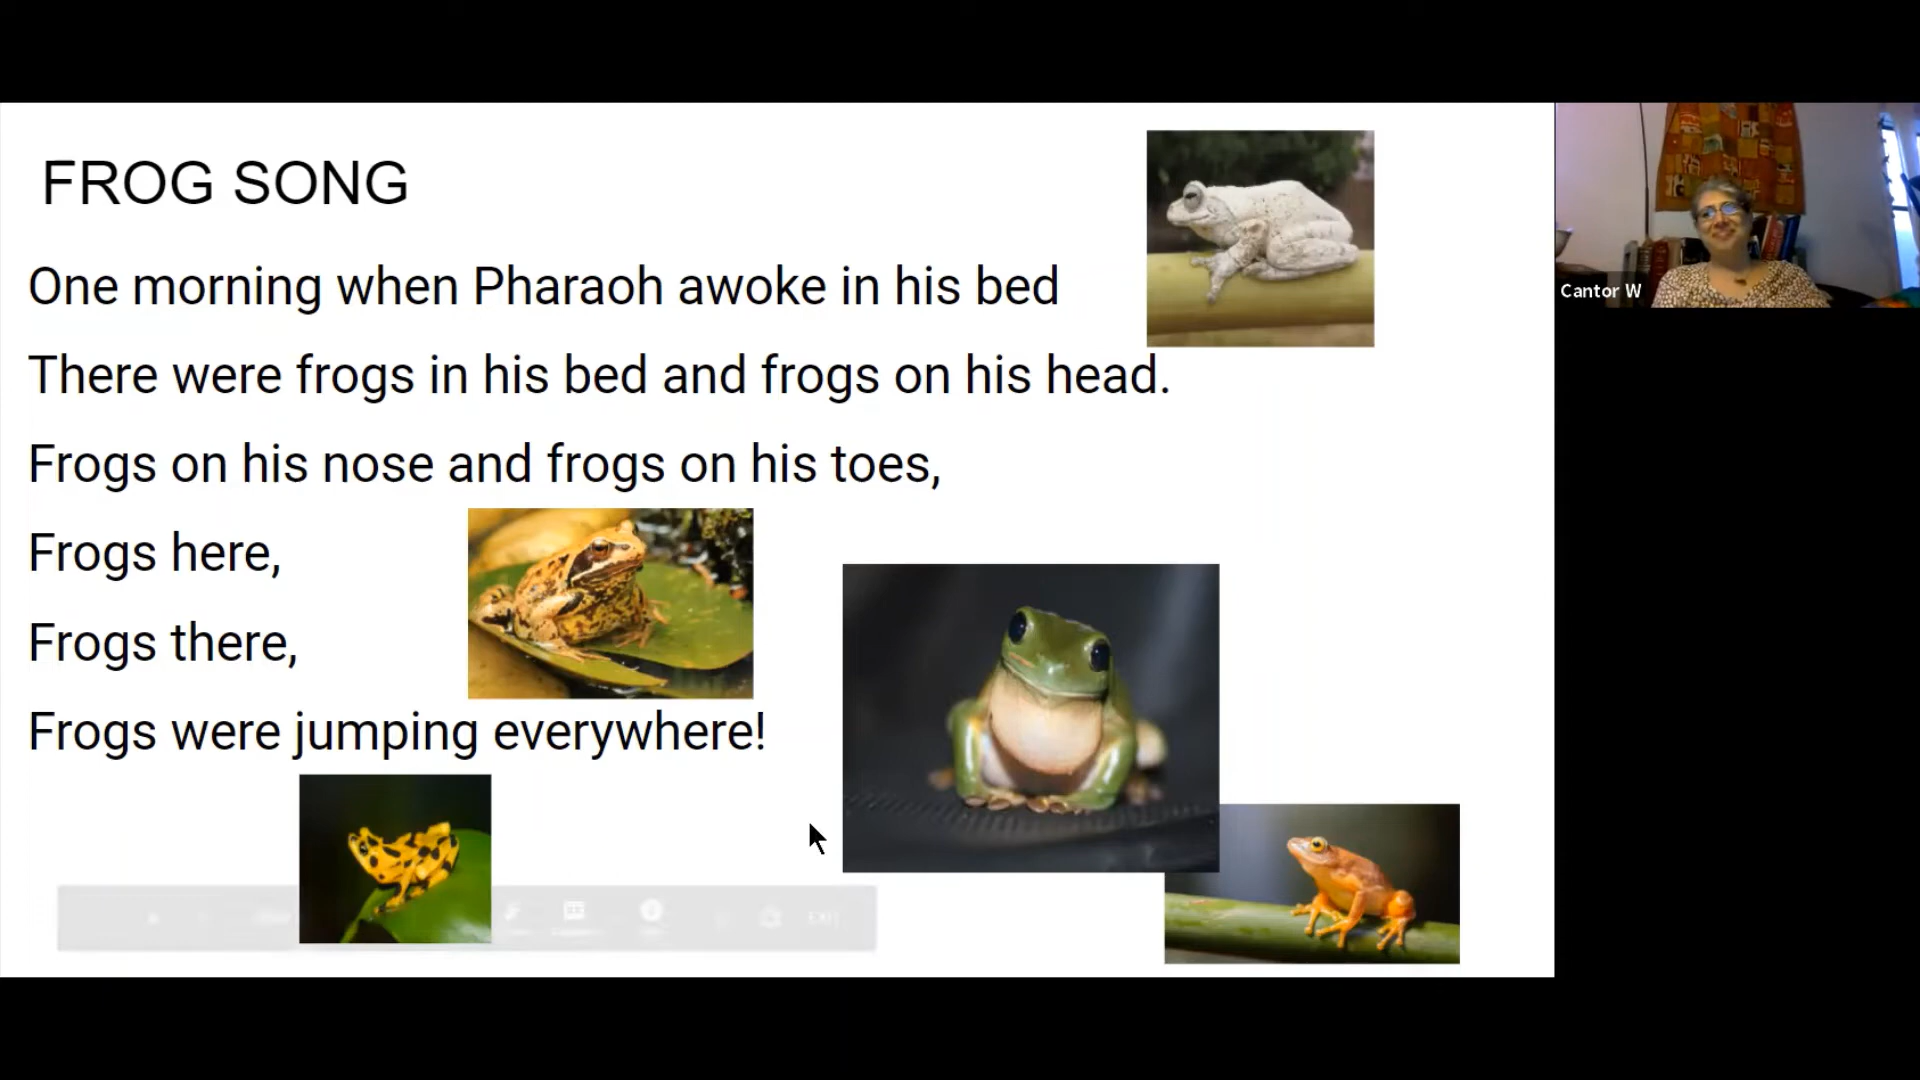 FROG SONG
One morning when Pharaoh awoke in his bed
There were frogs in his bed and frogs on his head.
Frogs on his nose and frogs on his toes,
Frogs here,
Frogs there,
Frogs were jumping everywhere!
EXIT
Cantor W